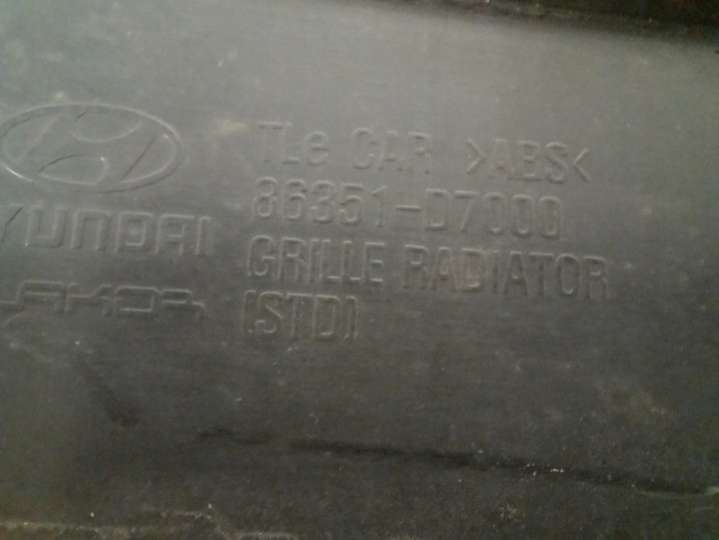 TLe CAR >ABS<
86351-D7000
HYUNDAI
GRILLE RADIATOR
(STD)